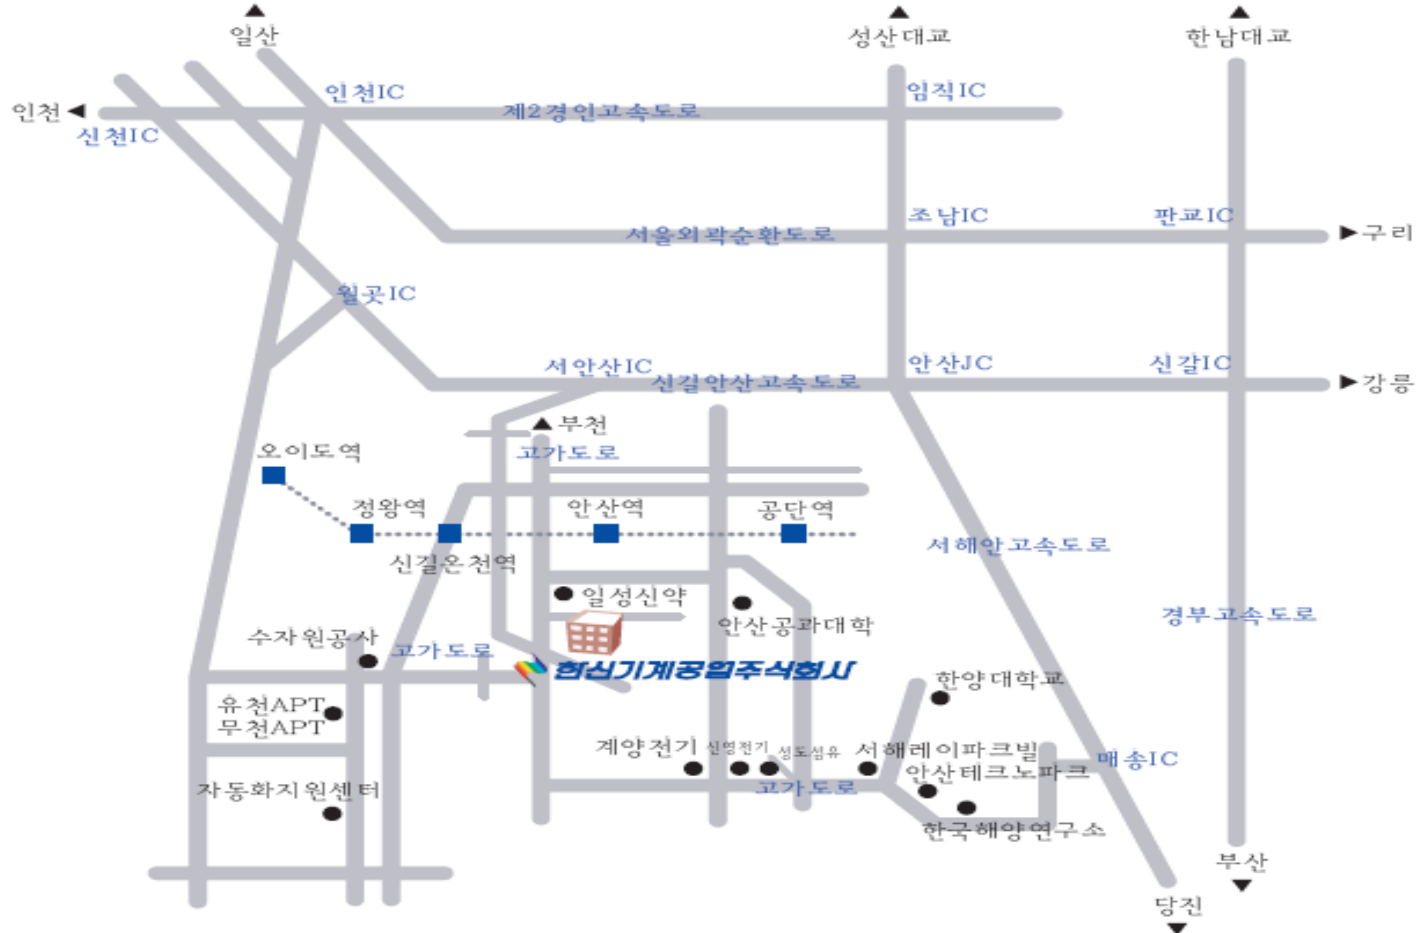 일산
성산대교
한남대교
인천IC
임직IC
인천
제2경인고속도로
신천IC
조남IC
판교IC
서울외곽순환도로
구리
월곳IC
서안산IC
안산JC
신갈IC
신길안산고속도로
강릉
부천
오이도역
고가도로
정왕역
안산역
공단역
신길온천역
서해안고속도로
일성신약
안산공과대학
경부고속도로
수자원공사
고가도로
한신기계공업주식회사
한양대학교
유천APT
무천APT
계양전기
신영전기
성도섬유
서해레이파크빌
매송IC
안산테크노파크
자동화지원센터
고가도로
한국해양연구소
부산
당진